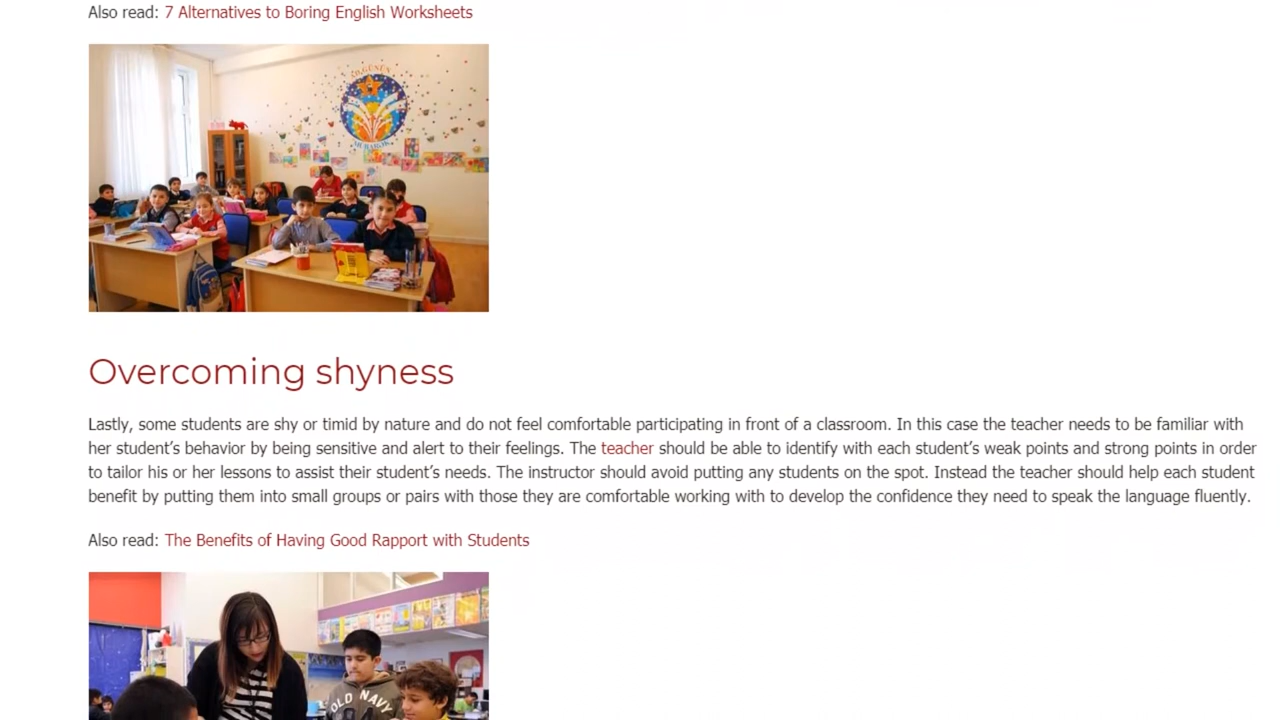 Also read: 7 Alternatives to Boring English Worksheets
Overcoming shyness
Lastly, some students are shy or timid by nature and do not feel comfortable participating in front of a classroom. In this case the teacher needs to be familiar with
her student’s behavior by being sensitive and alert to their feelings. The teacher should be able to identify with each student’s weak points and strong points in order
to tailor his or her lessons to assist their student’s needs. The instructor should avoid putting any students on the spot. Instead the teacher should help each student
benefit by putting them into small groups or pairs with those they are comfortable working with to develop the confidence they need to speak the language fluently.
Also read: The Benefits of Having Good Rapport with Students
OLD NAVY